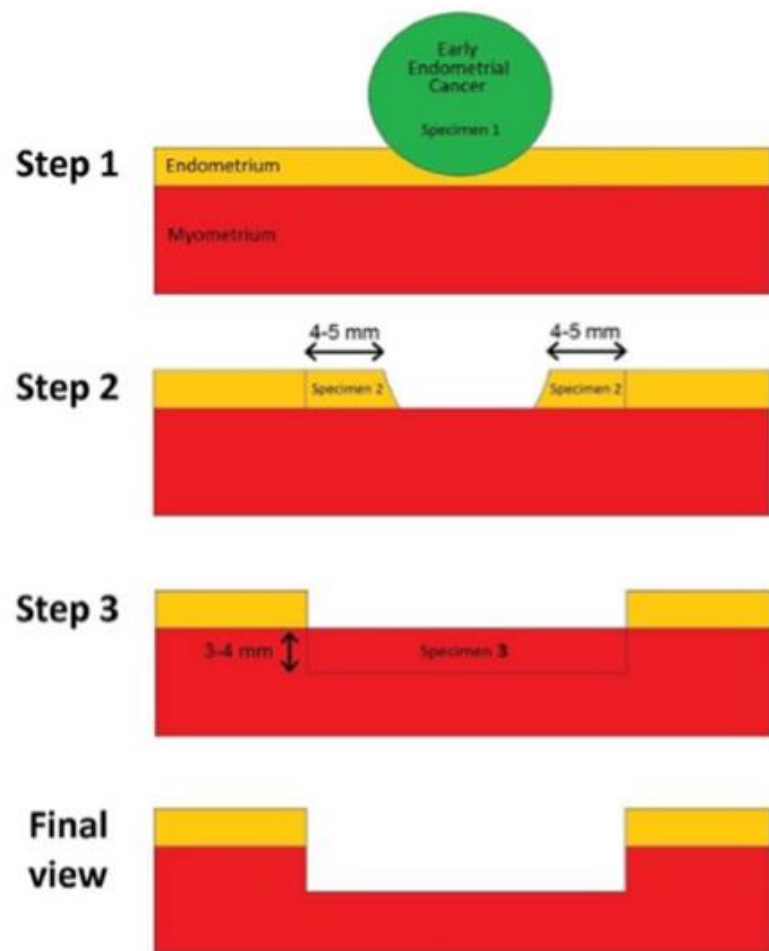 Early
Endometrial
Cancer
Specimen 1
Step 1
Endometrium
Myometrium
4-5 mm
4-5 mm
Step 2
Specimen 2
Specimen 2
Step 3
3-4 mm
Specimen 3
Final
view